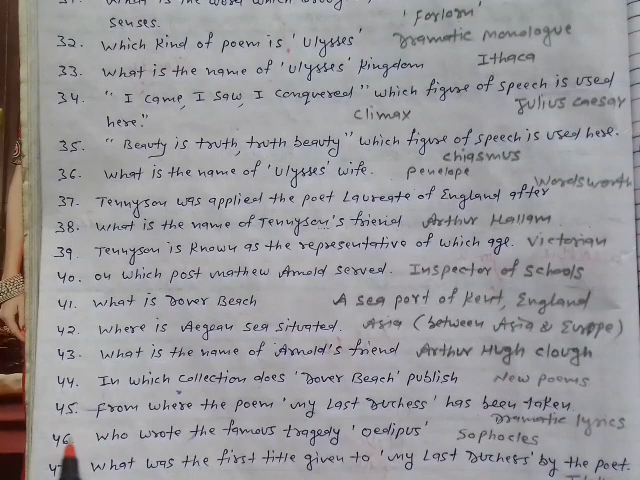 31. What is the word which
senses. 'Forlorn'
32. Which kind of poem is 'Ulysses' Dramatic monologue
33. What is the name of 'Ulysses' Kingdom Ithaca
34. "I came, I saw, I conquered" which figure of speech is used
here." Climax Julius Caesar
35. "Beauty is truth, truth beauty" which figure of speech is used here.
chiasmus
36. What is the name of 'Ulysses' wife. penelope
37. Tennyson was applied the poet Laureate of England after Wordsworth
38. What is the name of Tennyson's friend Arthur Hallam
39. Tennyson is known as the representative of which age. Victorian
40. On which post Mathew Arnold served. Inspector of Schools
41. What is Dover Beach A sea port of Kent, England
42. Where is Aegean sea situated. Asia (between Asia & Europe)
43. What is the name of Arnold's friend Arthur Hugh clough
44. In which collection does 'Dover Beach' publish New poems
45. From where the poem 'My Last Duchess' has been taken.
Dramatic lyrics
46. Who wrote the famous tragedy 'Oedipus' Sophocles
What was the first title given to 'My Last Duchess' by the poet.